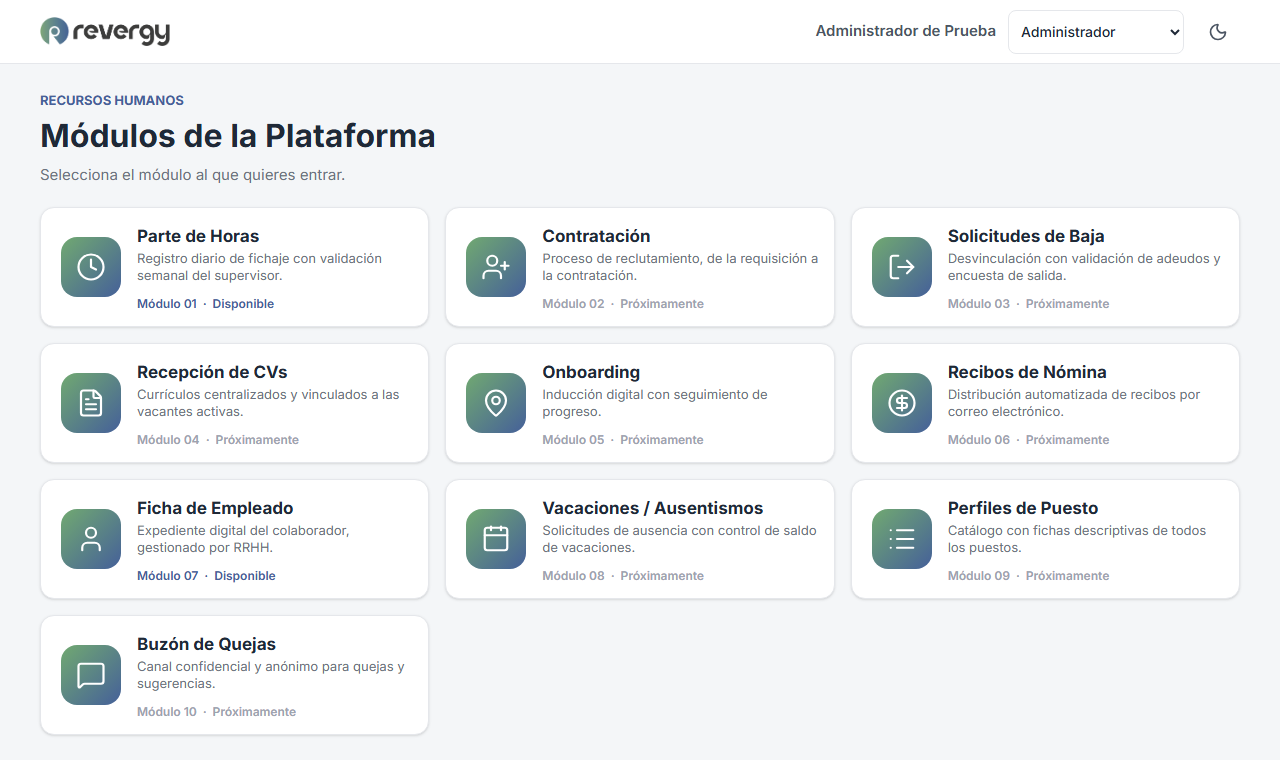 revergy
Administrador de Prueba
Administrador
RECURSOS HUMANOS
Módulos de la Plataforma
Selecciona el módulo al que quieres entrar.
Parte de Horas
Registro diario de fichaje con validación
semanal del supervisor.
Módulo 01 · Disponible
Contratación
Proceso de reclutamiento, de la requisición a
la contratación.
Módulo 02 · Próximamente
Solicitudes de Baja
Desvinculación con validación de adeudos y
encuesta de salida.
Módulo 03 · Próximamente
Recepción de CVs
Currículos centralizados y vinculados a las
vacantes activas.
Módulo 04 · Próximamente
Onboarding
Inducción digital con seguimiento de
progreso.
Módulo 05 · Próximamente
Recibos de Nómina
Distribución automatizada de recibos por
correo electrónico.
Módulo 06 · Próximamente
Ficha de Empleado
Expediente digital del colaborador,
gestionado por RRHH.
Módulo 07 · Disponible
Vacaciones / Ausentismos
Solicitudes de ausencia con control de saldo
de vacaciones.
Módulo 08 · Próximamente
Perfiles de Puesto
Catálogo con fichas descriptivas de todos
los puestos.
Módulo 09 · Próximamente
Buzón de Quejas
Canal confidencial y anónimo para quejas y
sugerencias.
Módulo 10 · Próximamente